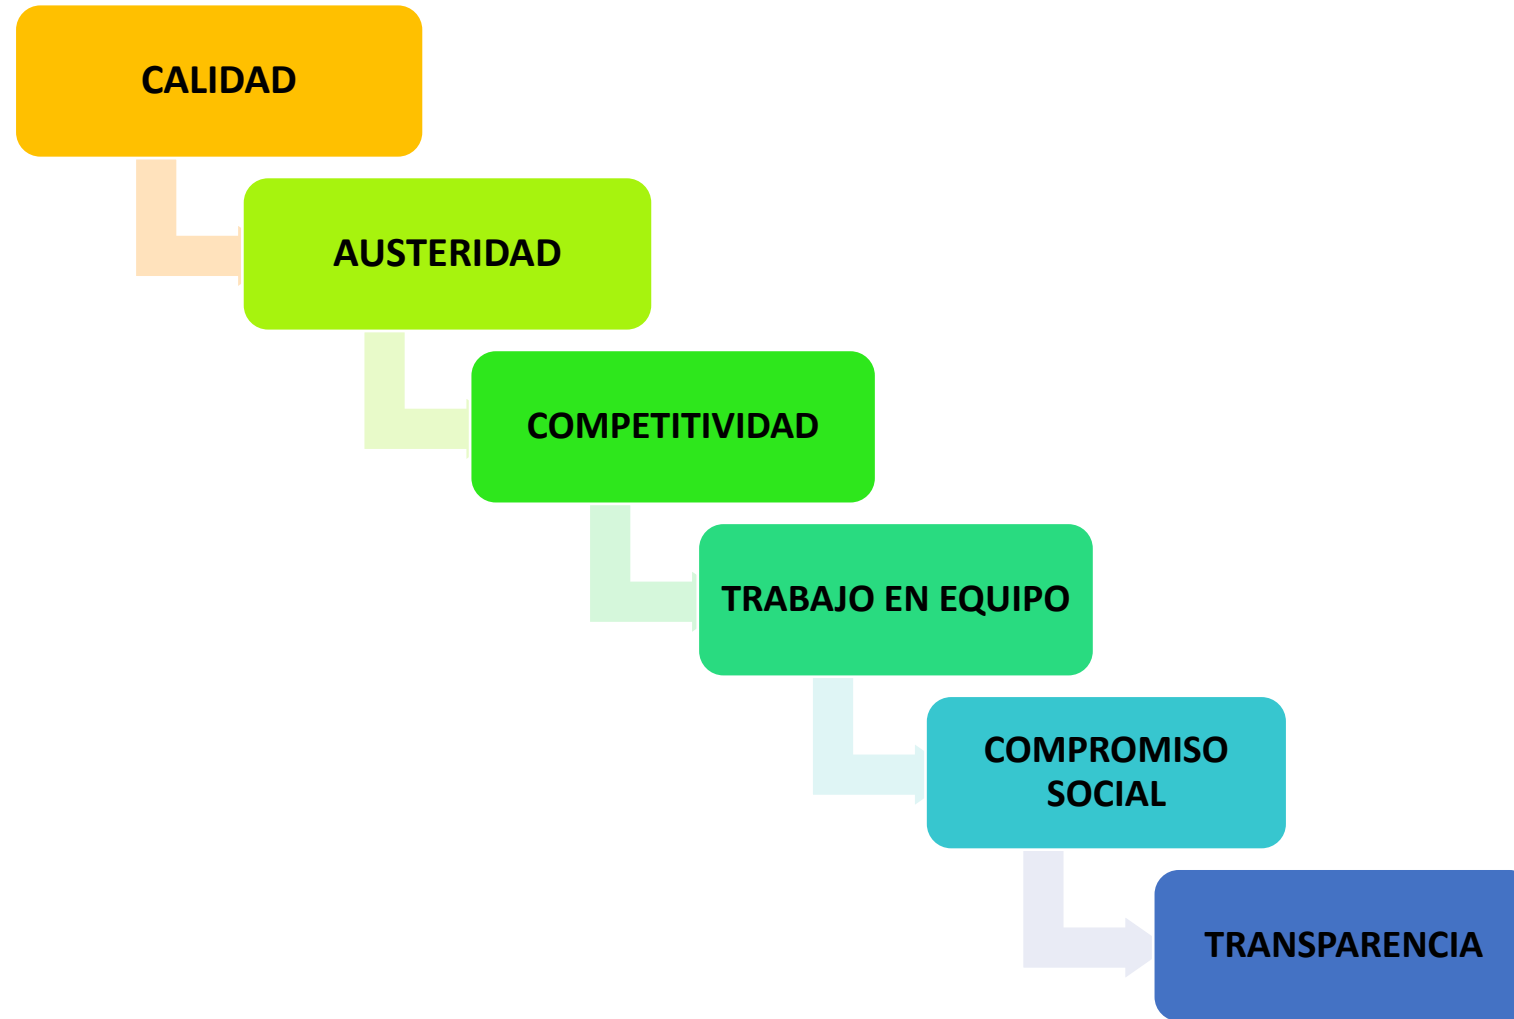 CALIDAD
AUSTERIDAD
COMPETITIVIDAD
TRABAJO EN EQUIPO
COMPROMISO
SOCIAL
TRANSPARENCIA